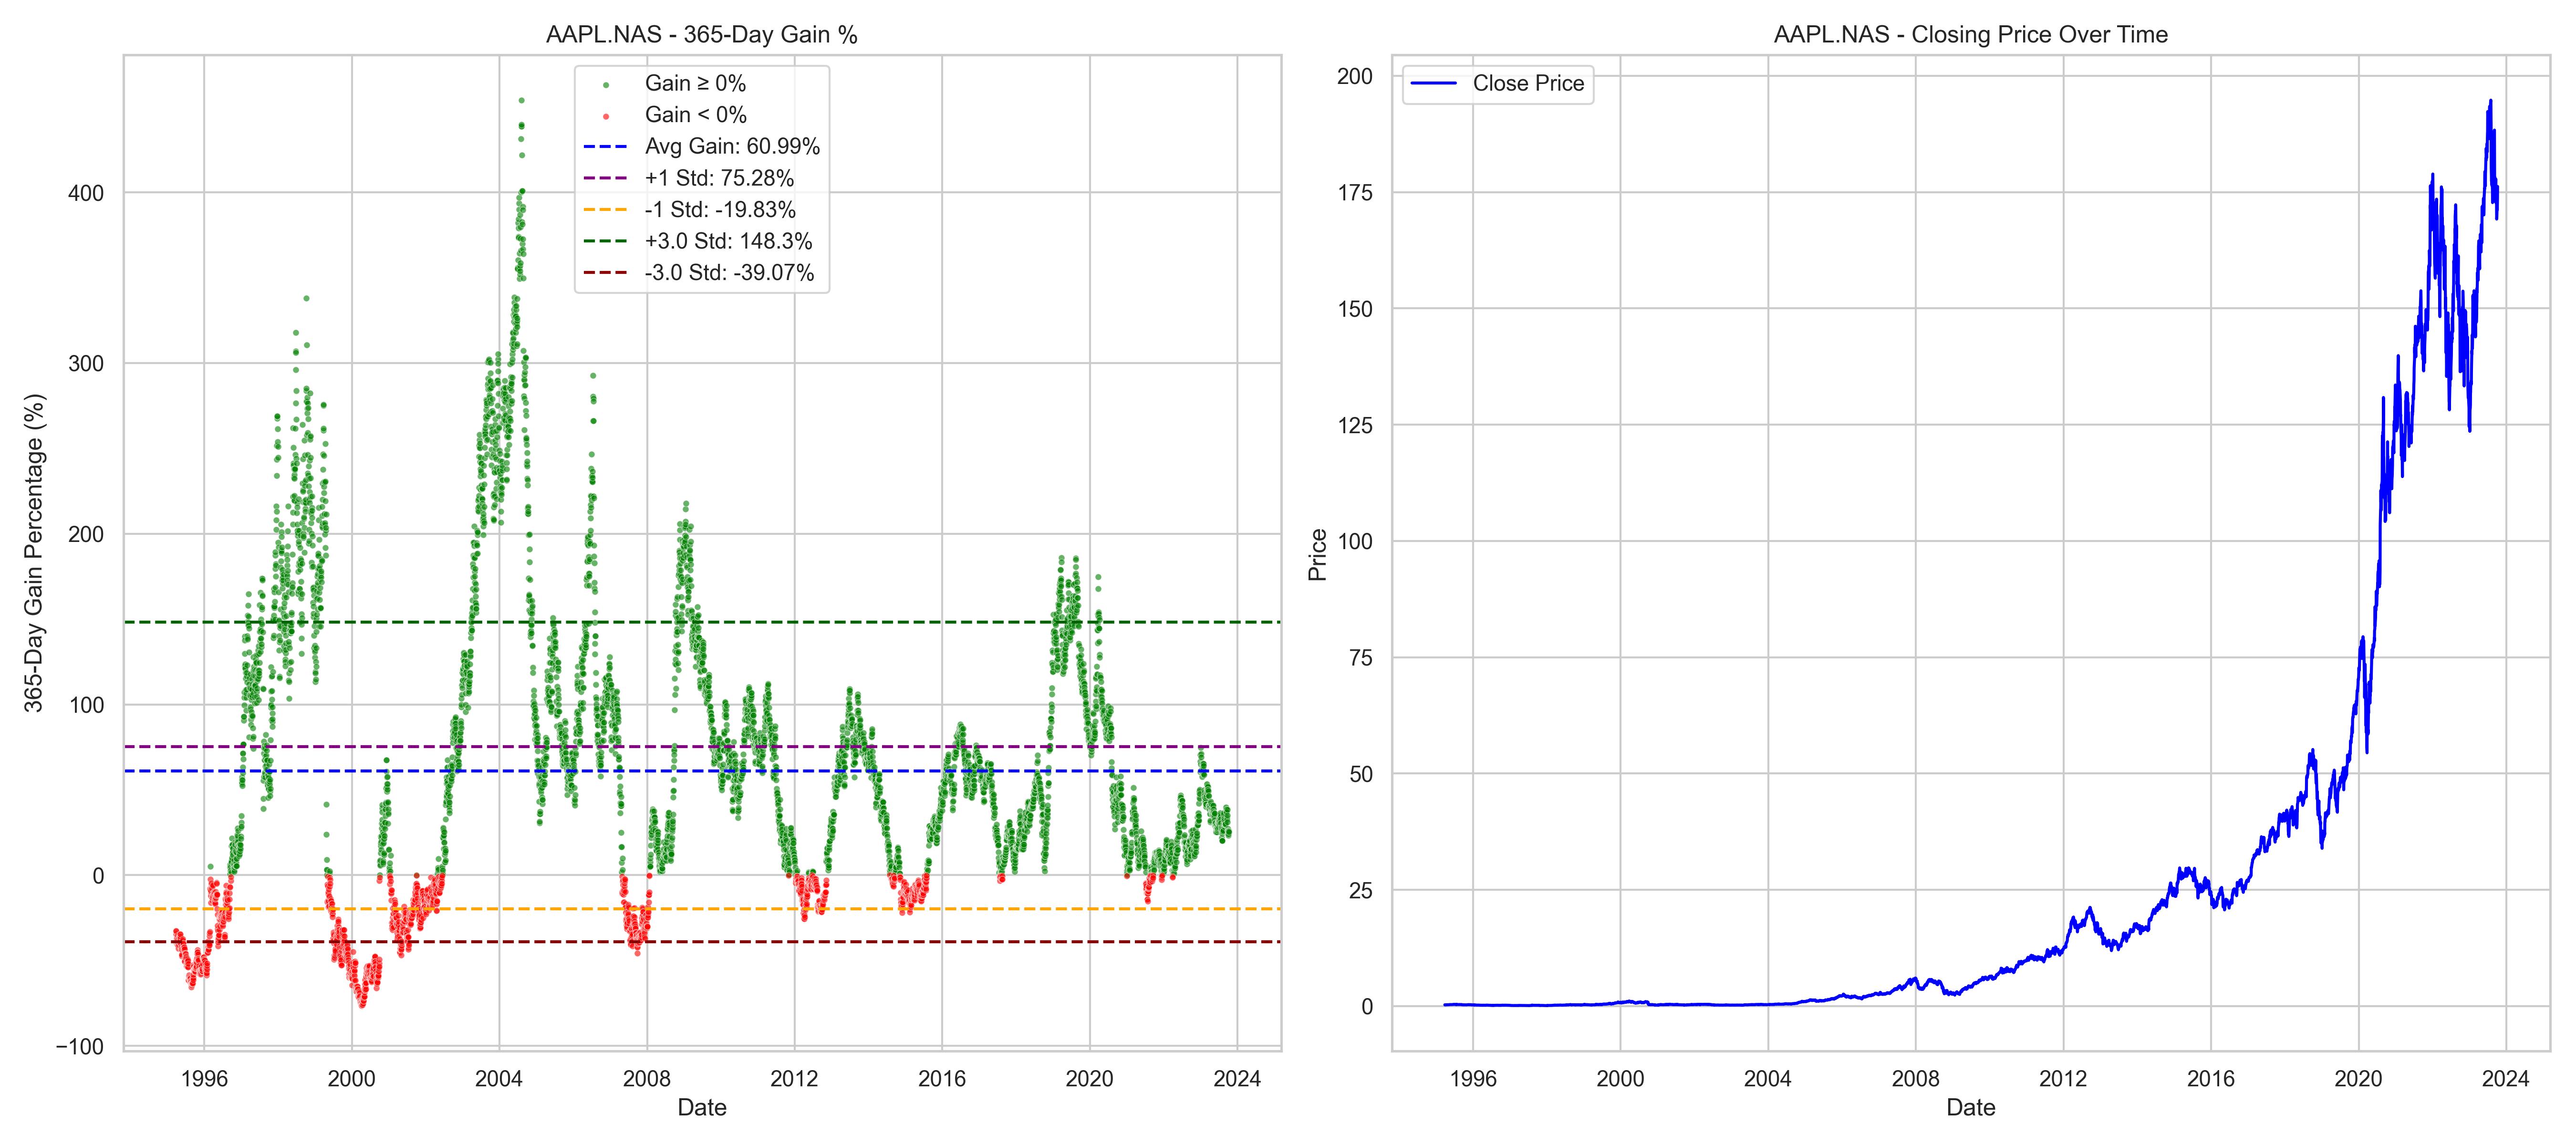 AAPL.NAS - 365-Day Gain %
Gain ≥ 0%
Gain < 0%
Avg Gain: 60.99%
+1 Std: 75.28%
-1 Std: -19.83%
+3.0 Std: 148.3%
-3.0 Std: -39.07%
365-Day Gain Percentage (%)
400
300
200
100
0
−100
1996 2000 2004 2008 2012 2016 2020 2024
Date
AAPL.NAS - Closing Price Over Time
Close Price
Price
200
175
150
125
100
75
50
25
0
1996 2000 2004 2008 2012 2016 2020 2024
Date